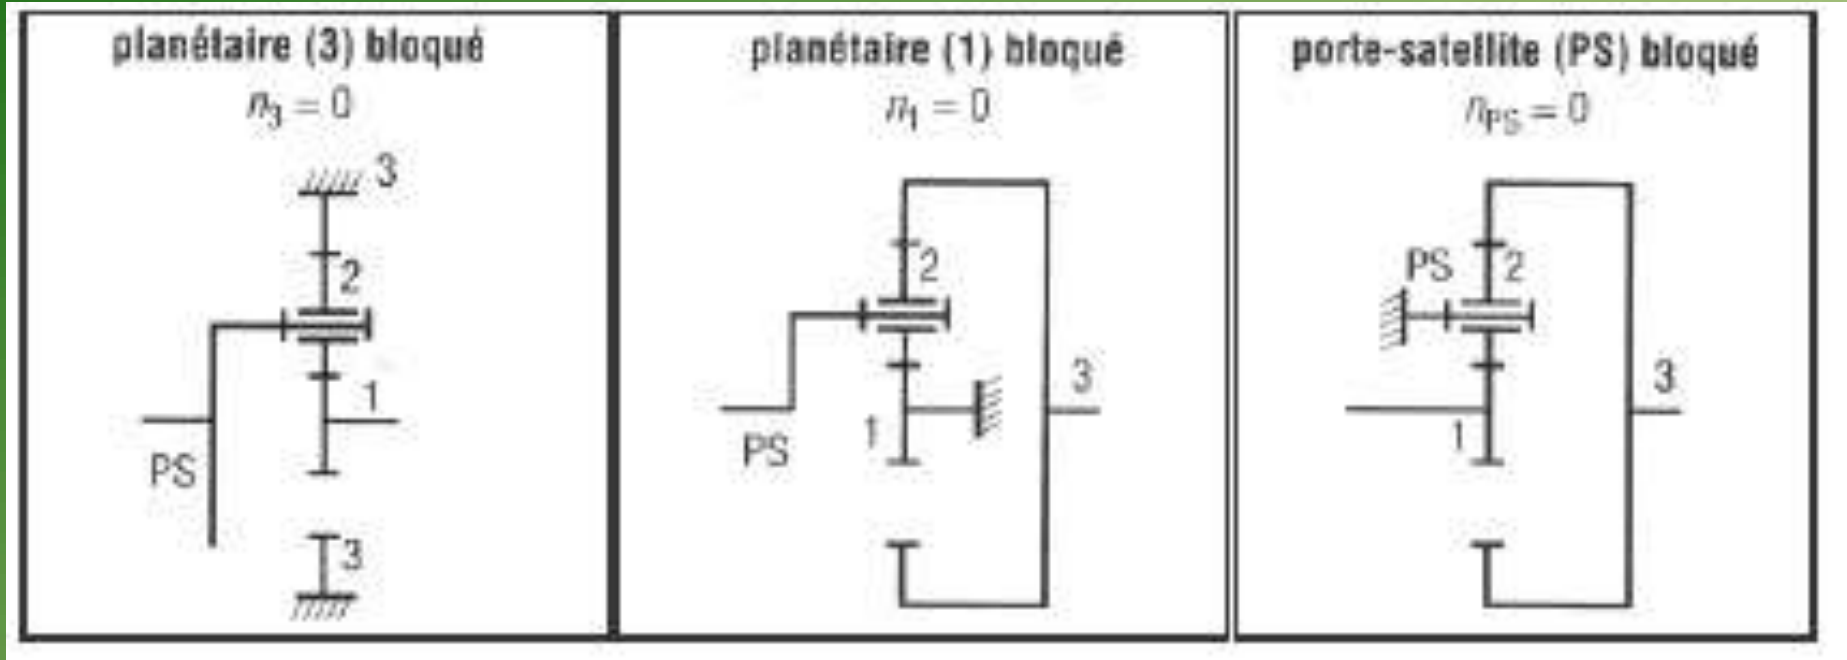 planétaire (3) bloqué
n₃ = 0
3
2
1
PS
3
planétaire (1) bloqué
n₁ = 0
2
3
1
PS
porte-satellite (PS) bloqué
nPS = 0
PS
2
3
1